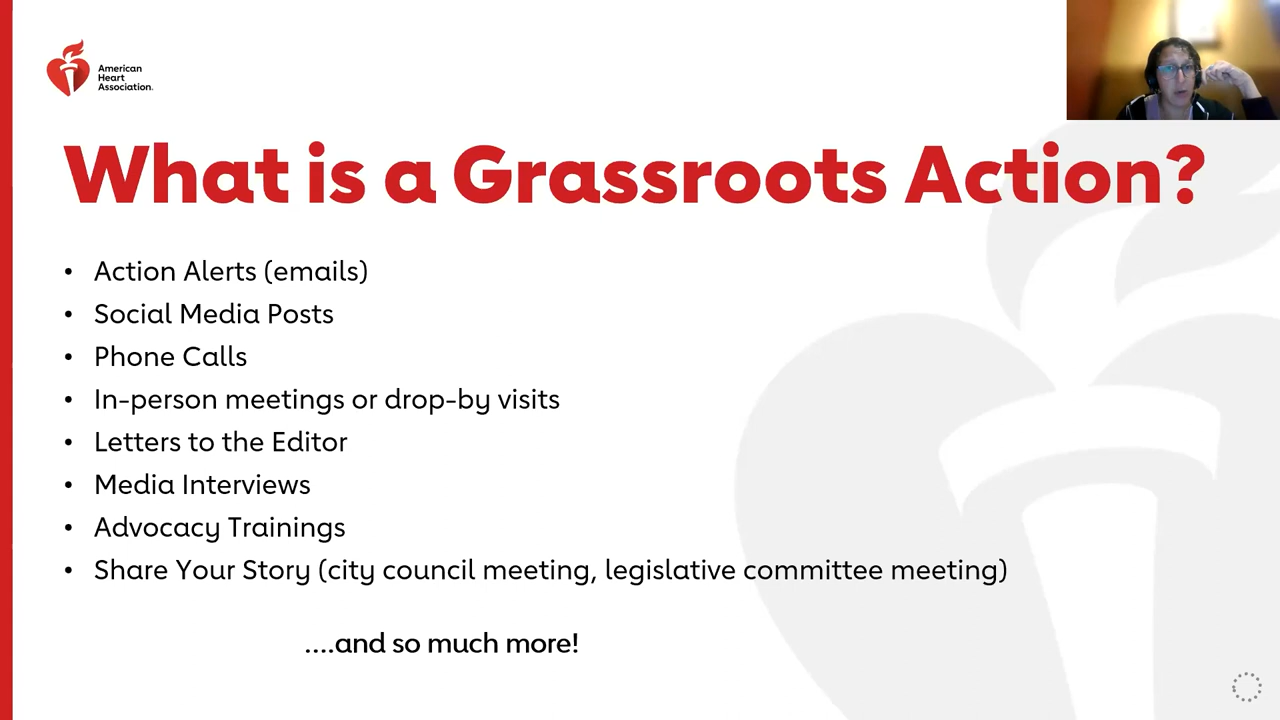 American
Heart
Association.
What is a Grassroots Action?
• Action Alerts (emails)
• Social Media Posts
• Phone Calls
• In-person meetings or drop-by visits
• Letters to the Editor
• Media Interviews
• Advocacy Trainings
• Share Your Story (city council meeting, legislative committee meeting)
....and so much more!